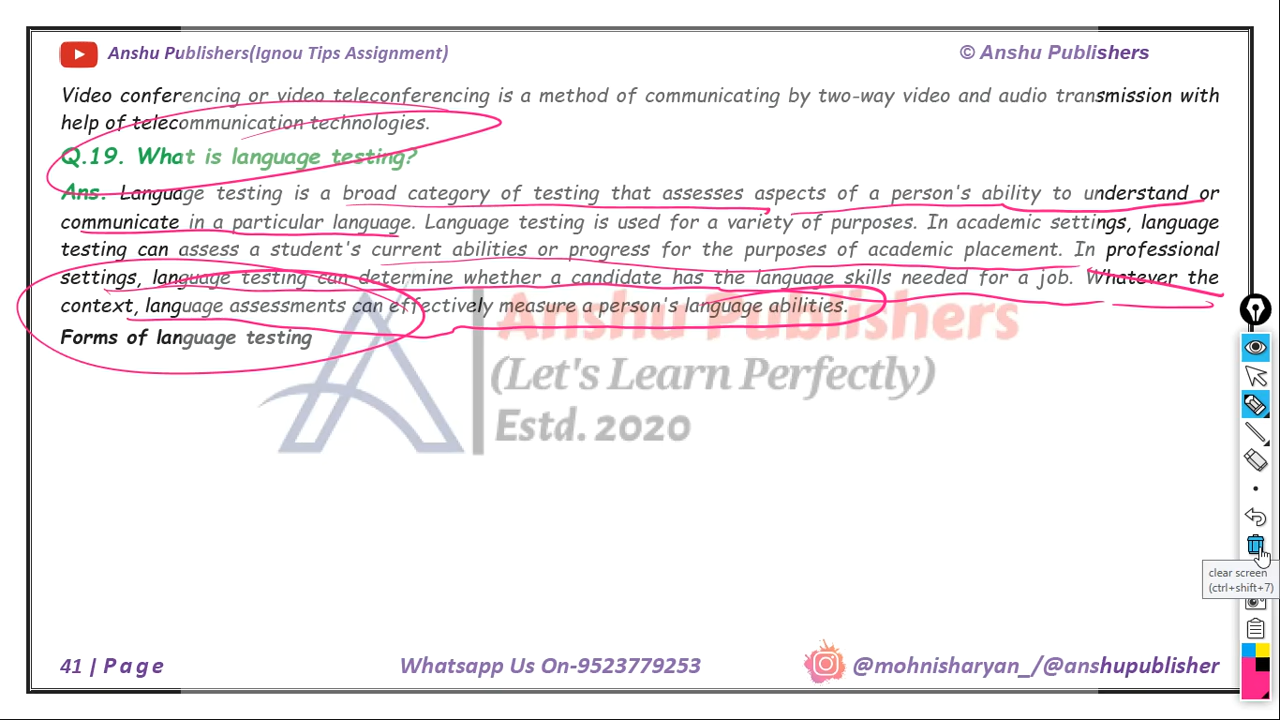 Anshu Publishers(Ignou Tips Assignment)
© Anshu Publishers
Video conferencing or video teleconferencing is a method of communicating by two-way video and audio transmission with
help of telecommunication technologies.
Q.19. What is language testing?
Ans. Language testing is a broad category of testing that assesses aspects of a person's ability to understand or
communicate in a particular language. Language testing is used for a variety of purposes. In academic settings, language
testing can assess a student's current abilities or progress for the purposes of academic placement. In professional
settings, language testing can determine whether a candidate has the language skills needed for a job. Whatever the
context, language assessments can effectively measure a person's language abilities.
Anshu Publishers
Forms of language testing
(Let's Learn Perfectly)
Estd. 2020
clear screen
(ctrl+shift+7)
41 | Page
Whatsapp Us On-9523779253
@mohnisharyan_/@anshupublisher